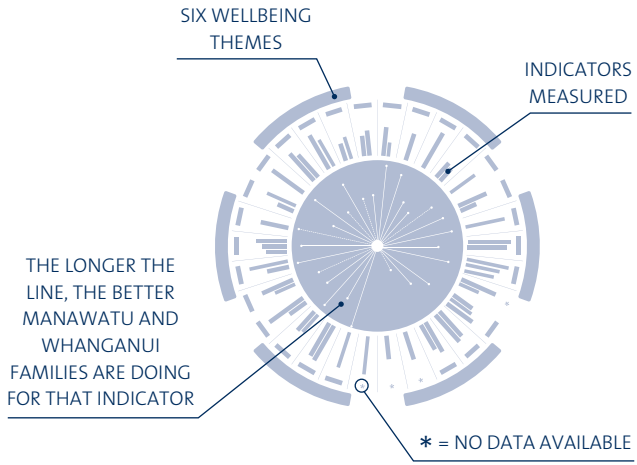 SIX WELLBEING
THEMES
INDICATORS
MEASURED
THE LONGER THE
LINE, THE BETTER
MANAWATU AND
WHANGANUI
FAMILIES ARE DOING
FOR THAT INDICATOR
* = NO DATA AVAILABLE